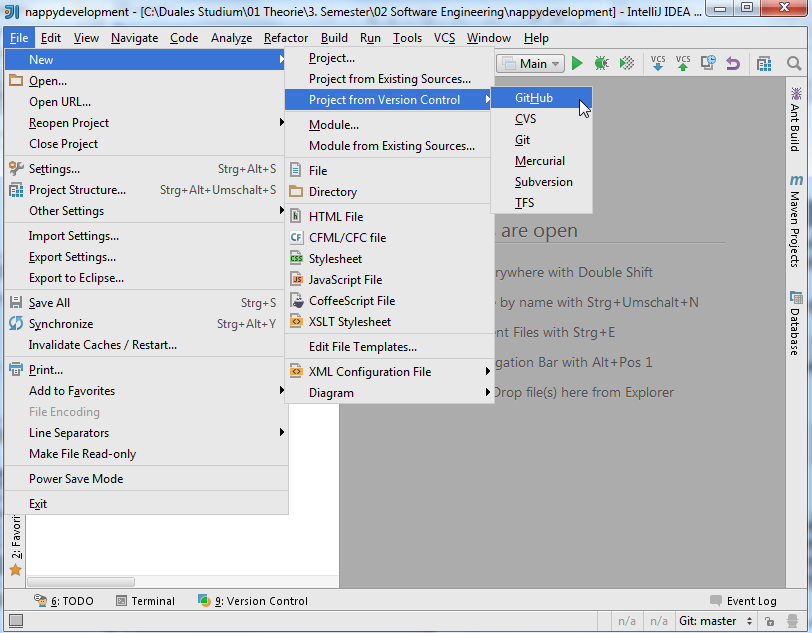 nappydevelopment - [C:\Duales Studium\01 Theorie\3. Semester\02 Software Engineering\nappydevelopment] - IntelliJ IDEA ...
File Edit View Navigate Code Analyze Refactor Build Run Tools VCS Window Help
New
Open...
Open URL...
Reopen Project
Close Project
Settings... Strg+Alt+S
Project Structure... Strg+Alt+Umschalt+S
Other Settings
Import Settings...
Export Settings...
Export to Eclipse...
Save All Strg+S
Synchronize Strg+Alt+Y
Invalidate Caches / Restart...
Print...
Add to Favorites
File Encoding
Line Separators
Make File Read-only
Power Save Mode
Exit
Project...
Project from Existing Sources...
Project from Version Control
Module...
Module from Existing Sources...
File
Directory
HTML File
CFML/CFC file
Stylesheet
JavaScript File
CoffeeScript File
XSLT Stylesheet
Edit File Templates...
XML Configuration File
Diagram
GitHub
CVS
Git
Mercurial
Subversion
TFS
Main
VCS VCS
are open
rywhere with Double Shift
by name with Strg+Umschalt+N
nt Files with Strg+E
gation Bar with Alt+Pos 1
Drop file(s) here from Explorer
Ant Build
Maven Projects
Database
2: Favori
6: TODO Terminal 9: Version Control Event Log
n/a n/a Git: master